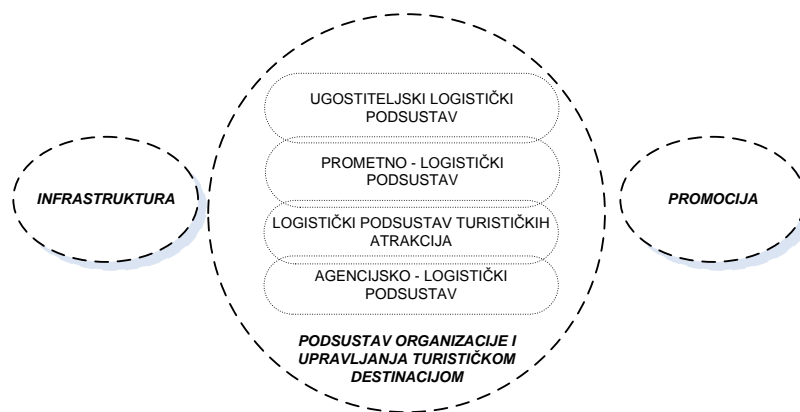 UGOSTITELJSKI LOGISTIČKI
PODSUSTAV
PROMETNO - LOGISTIČKI
PODSUSTAV
INFRASTRUKTURA
PROMOCIJA
LOGISTIČKI PODSUSTAV TURISTIČKIH
ATRAKCIJA
AGENCIJSKO - LOGISTIČKI
PODSUSTAV
PODSUSTAV ORGANIZACIJE I
UPRAVLJANJA TURISTIČKOM
DESTINACIJOM